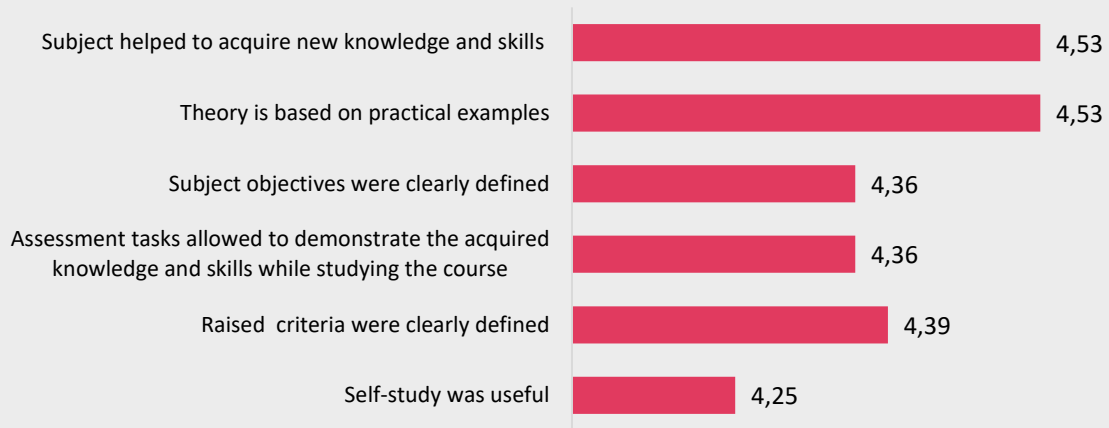 Subject helped to acquire new knowledge and skills
4,53
Theory is based on practical examples
4,53
Subject objectives were clearly defined
4,36
Assessment tasks allowed to demonstrate the acquired
knowledge and skills while studying the course
4,36
Raised  criteria were clearly defined
4,39
Self-study was useful
4,25